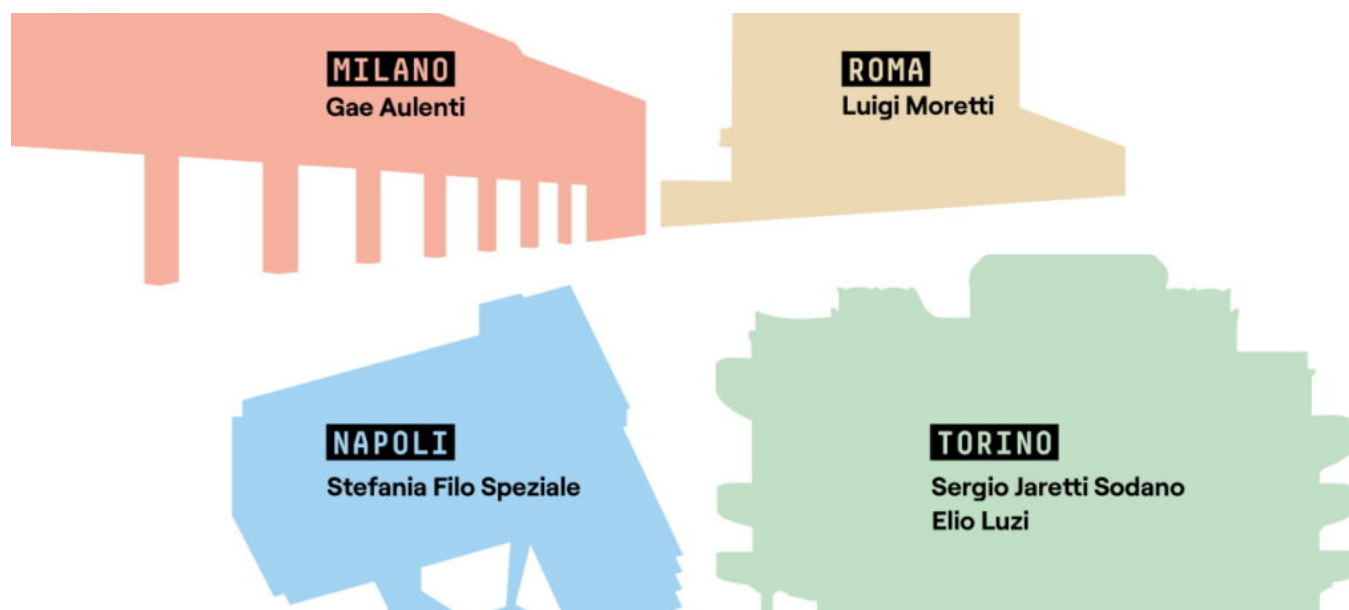 MILANO
Gae Aulenti
ROMA
Luigi Moretti
NAPOLI
Stefania Filo Speziale
TORINO
Sergio Jaretti Sodano
Elio Luzi